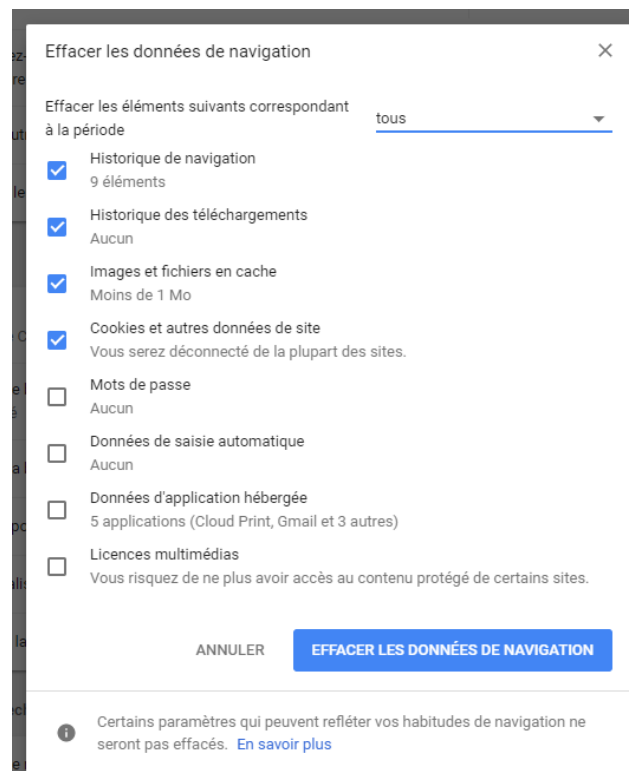 Effacer les données de navigation
Effacer les éléments suivants correspondant
à la période
tous
Historique de navigation
9 éléments
Historique des téléchargements
Aucun
Images et fichiers en cache
Moins de 1 Mo
Cookies et autres données de site
Vous serez déconnecté de la plupart des sites.
Mots de passe
Aucun
Données de saisie automatique
Aucun
Données d'application hébergée
5 applications (Cloud Print, Gmail et 3 autres)
Licences multimédias
Vous risquez de ne plus avoir accès au contenu protégé de certains sites.
ANNULER
EFFACER LES DONNÉES DE NAVIGATION
Certains paramètres qui peuvent refléter vos habitudes de navigation ne
seront pas effacés. En savoir plus